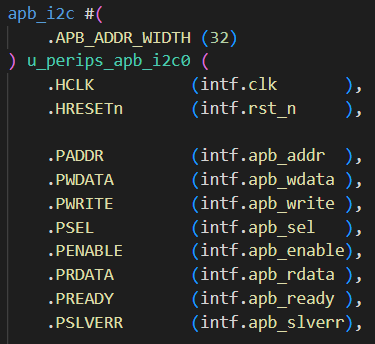 apb_i2c #(
    .APB_ADDR_WIDTH (32)
) u_perips_apb_i2c0 (
    .HCLK           (intf.clk       ),
    .HRESETn        (intf.rst_n     ),

    .PADDR          (intf.apb_addr  ),
    .PWDATA         (intf.apb_wdata ),
    .PWRITE         (intf.apb_write ),
    .PSEL           (intf.apb_sel   ),
    .PENABLE        (intf.apb_enable),
    .PRDATA         (intf.apb_rdata ),
    .PREADY         (intf.apb_ready ),
    .PSLVERR        (intf.apb_slverr),